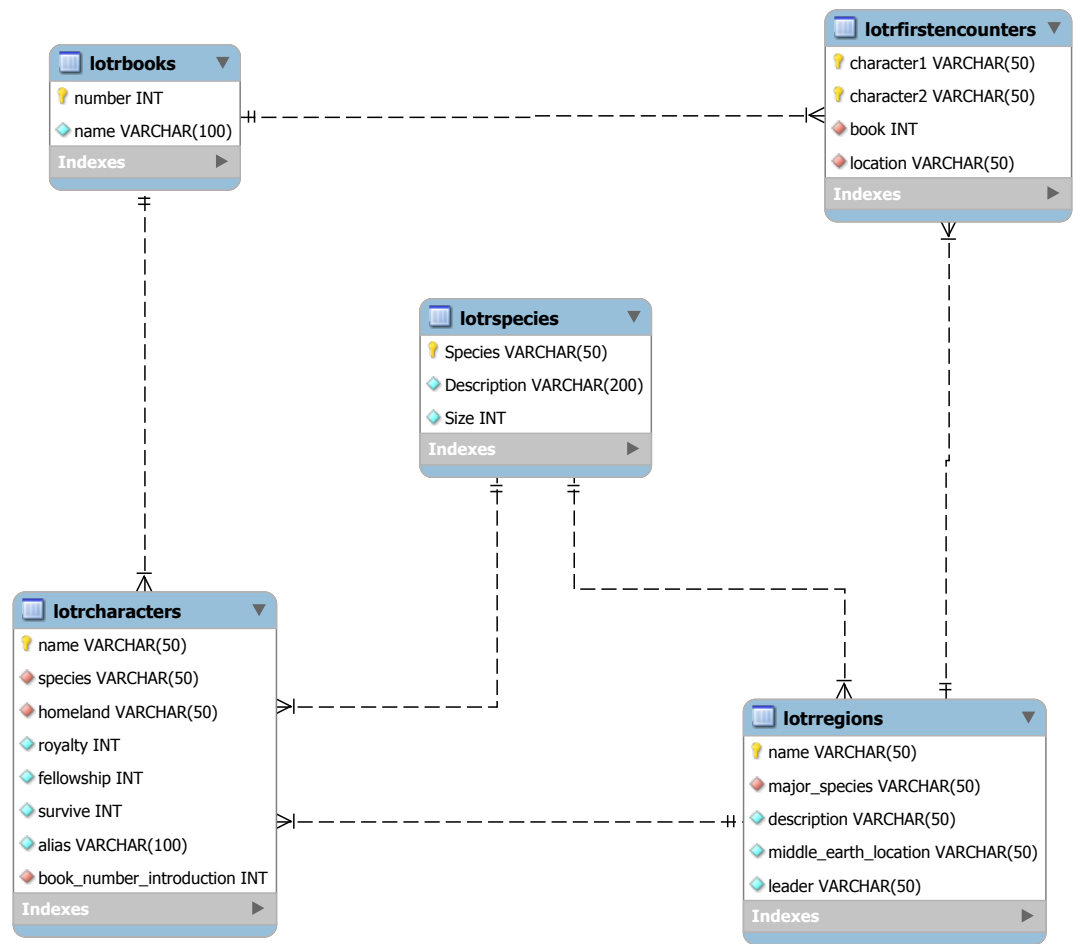 lotrbooks
number INT
name VARCHAR(100)
Indexes
lotrfirstencounters
character1 VARCHAR(50)
character2 VARCHAR(50)
book INT
location VARCHAR(50)
Indexes
lotrspecies
Species VARCHAR(50)
Description VARCHAR(200)
Size INT
Indexes
lotrcharacters
name VARCHAR(50)
species VARCHAR(50)
homeland VARCHAR(50)
royalty INT
fellowship INT
survive INT
alias VARCHAR(100)
book_number_introduction INT
Indexes
lotrregions
name VARCHAR(50)
major_species VARCHAR(50)
description VARCHAR(50)
middle_earth_location VARCHAR(50)
leader VARCHAR(50)
Indexes